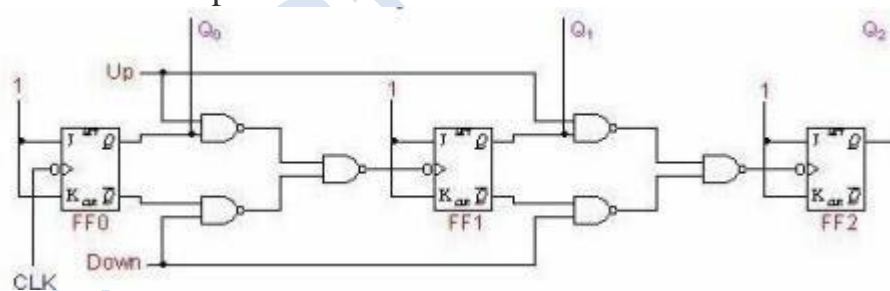 Q0 Q1 Q2
Up
1 1 1
J Q J Q J Q
K Q K Q K Q
FF0 FF1 FF2
Down
CLK